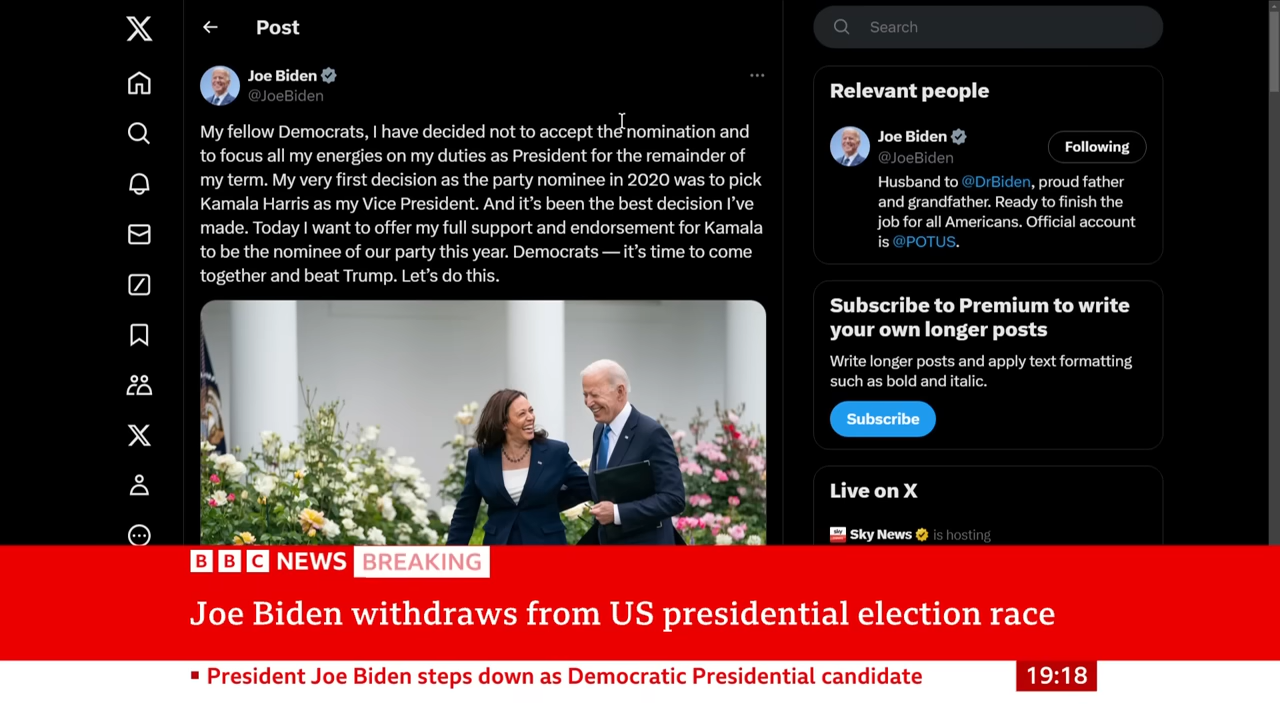 Post
Joe Biden
@JoeBiden
My fellow Democrats, I have decided not to accept the nomination and
to focus all my energies on my duties as President for the remainder of
my term. My very first decision as the party nominee in 2020 was to pick
Kamala Harris as my Vice President. And it’s been the best decision I’ve
made. Today I want to offer my full support and endorsement for Kamala
to be the nominee of our party this year. Democrats — it’s time to come
together and beat Trump. Let’s do this.
Search
Relevant people
Joe Biden
@JoeBiden
Following
Husband to @DrBiden, proud father
and grandfather. Ready to finish the
job for all Americans. Official account
is @POTUS.
Subscribe to Premium to write
your own longer posts
Write longer posts and apply text formatting
such as bold and italic.
Subscribe
Live on X
Sky News is hosting
BBC NEWS BREAKING
Joe Biden withdraws from US presidential election race
President Joe Biden steps down as Democratic Presidential candidate
19:18